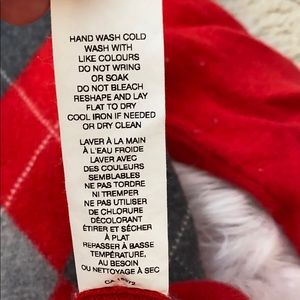 HAND WASH COLD
WASH WITH
LIKE COLOURS
DO NOT WRING
OR SOAK
DO NOT BLEACH
RESHAPE AND LAY
FLAT TO DRY
COOL IRON IF NEEDED
OR DRY CLEAN
LAVER À LA MAIN
À L'EAU FROIDE
LAVER AVEC
DES COULEURS
SEMBLABLES
NE PAS TORDRE
NI TREMPER
NE PAS UTILISER
DE CHLORURE
DÉCOLORANT
ÉTIRER ET SÉCHER
À PLAT
REPASSER À BASSE
TEMPÉRATURE,
AU BESOIN
OU NETTOYAGE À SEC
CA